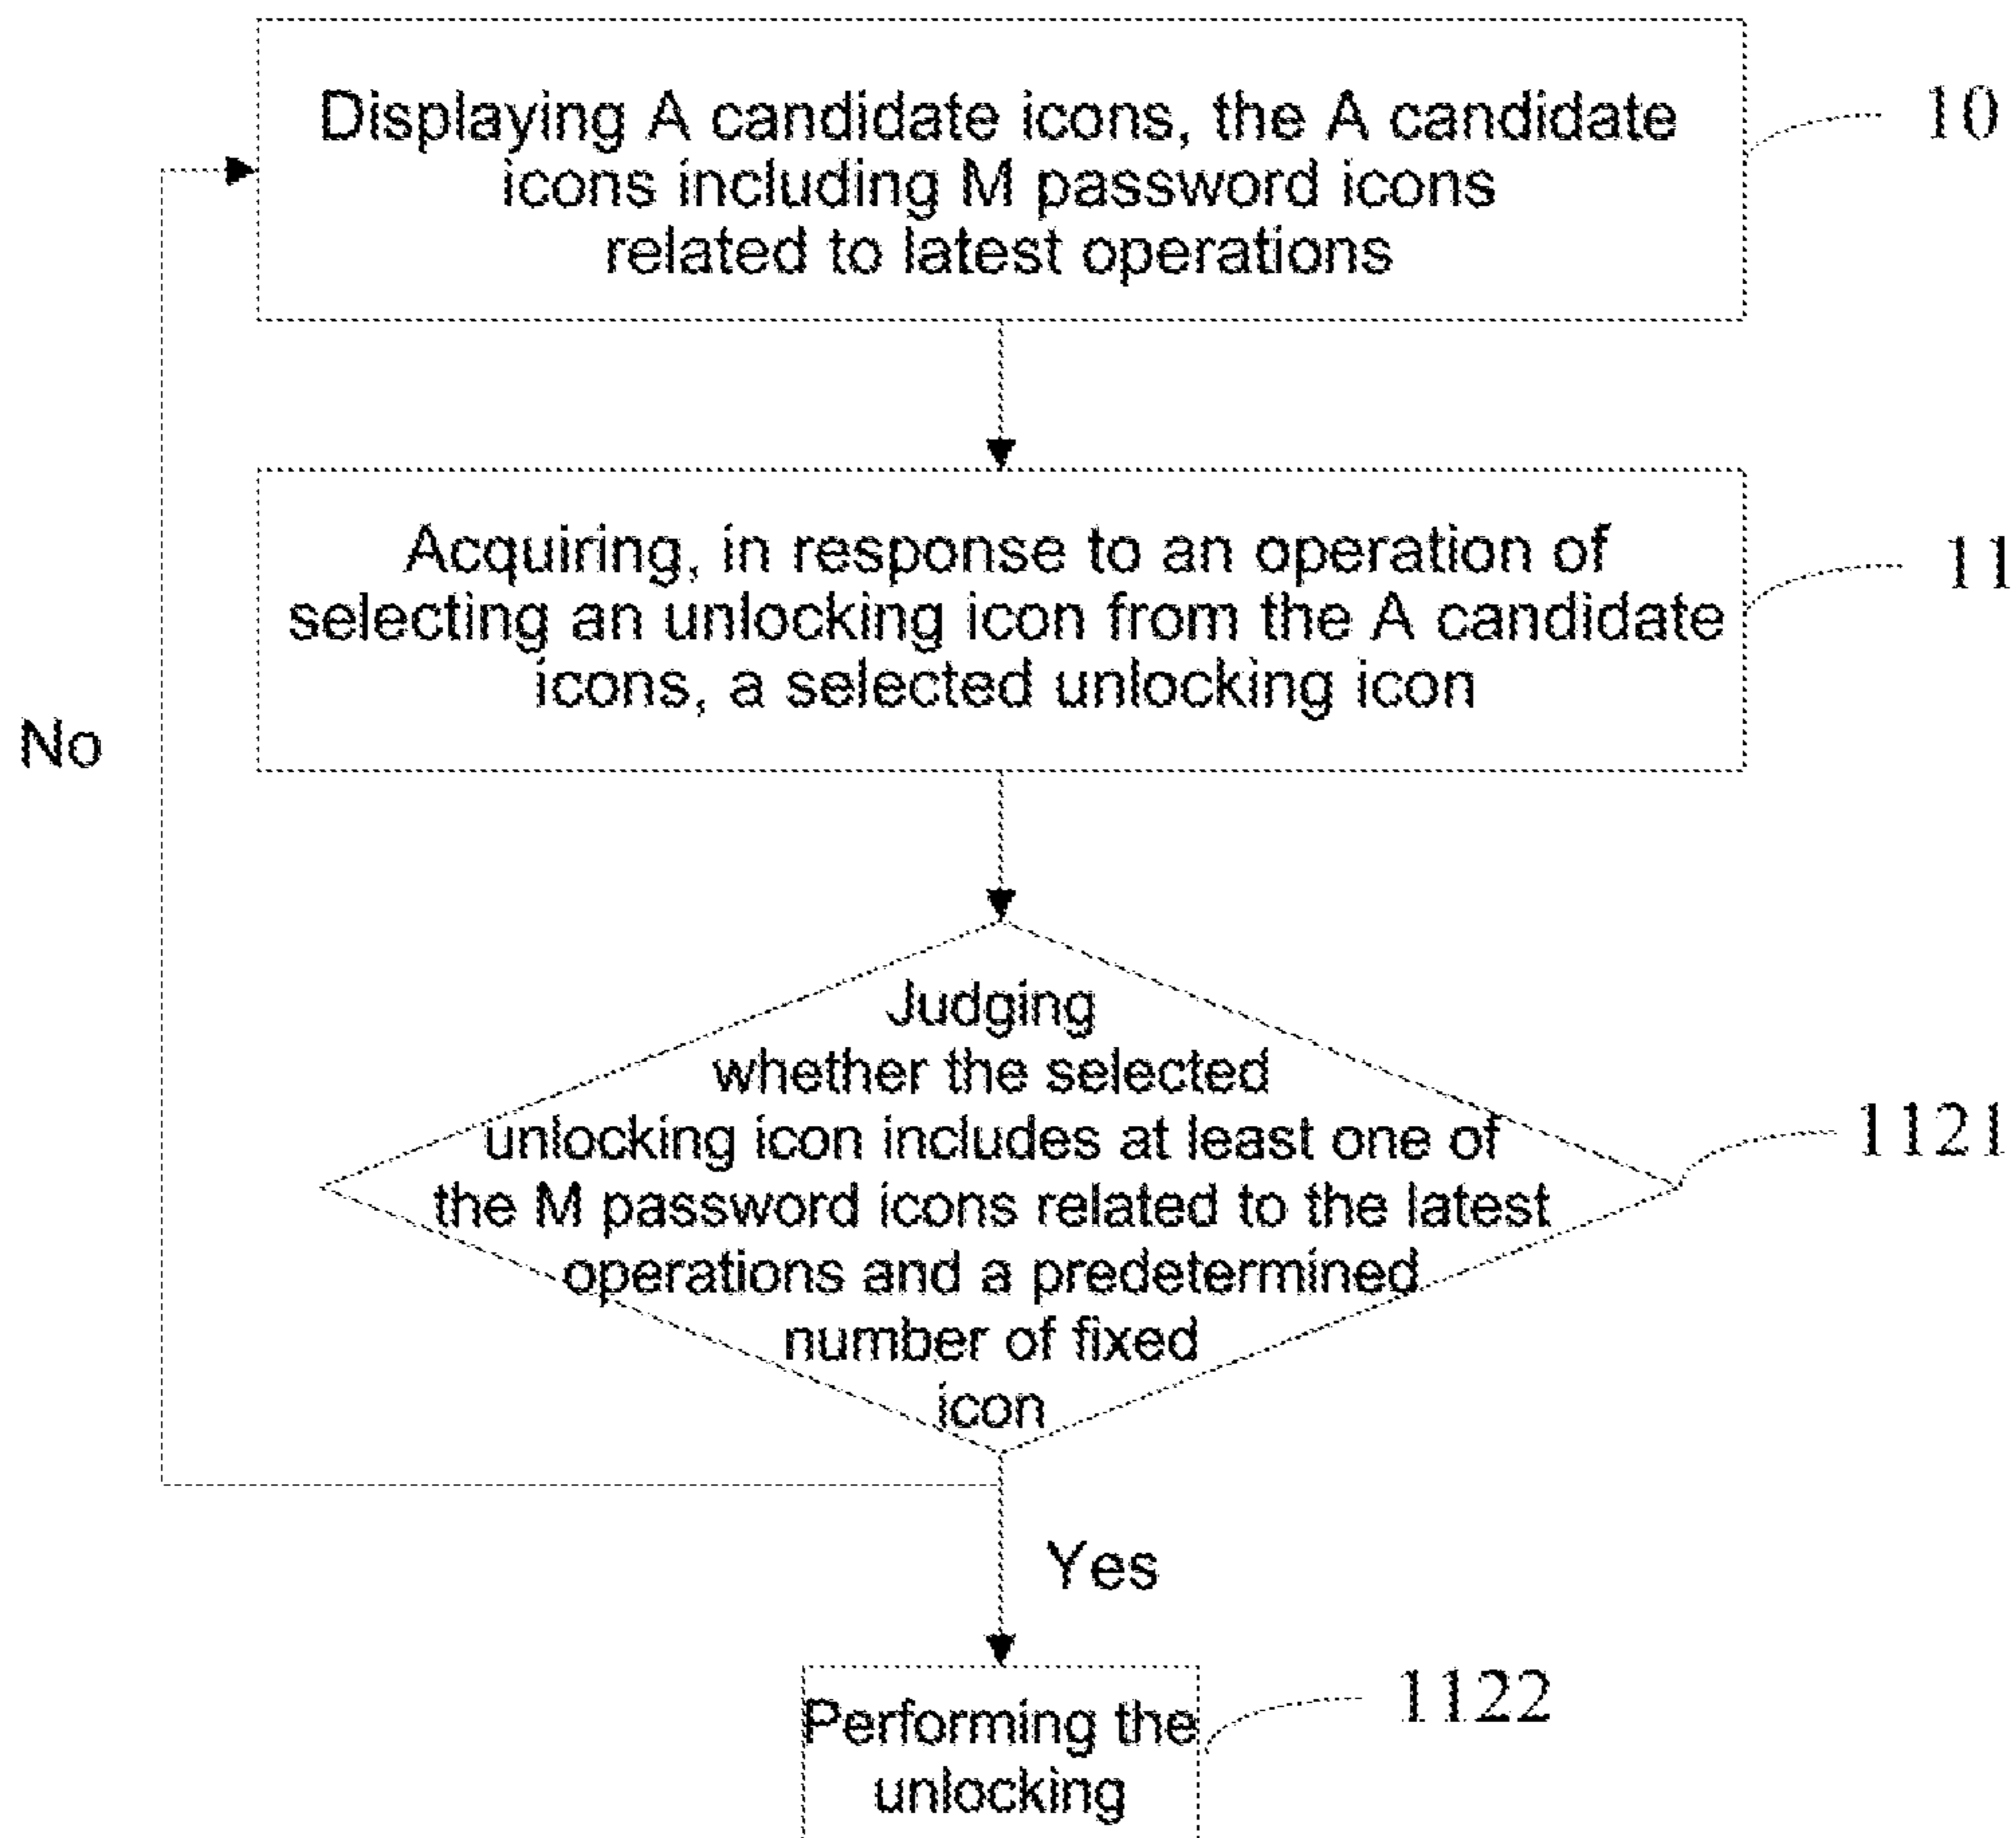 Displaying A candidate icons, the A candidate
icons including M password icons
related to latest operations
10
Acquiring, in response to an operation of
selecting an unlocking icon from the A candidate
icons, a selected unlocking icon
11
No
Judging
whether the selected
unlocking icon includes at least one of
the M password icons related to the latest
operations and a predetermined
number of fixed
icon
1121
Yes
Performing the
unlocking
1122